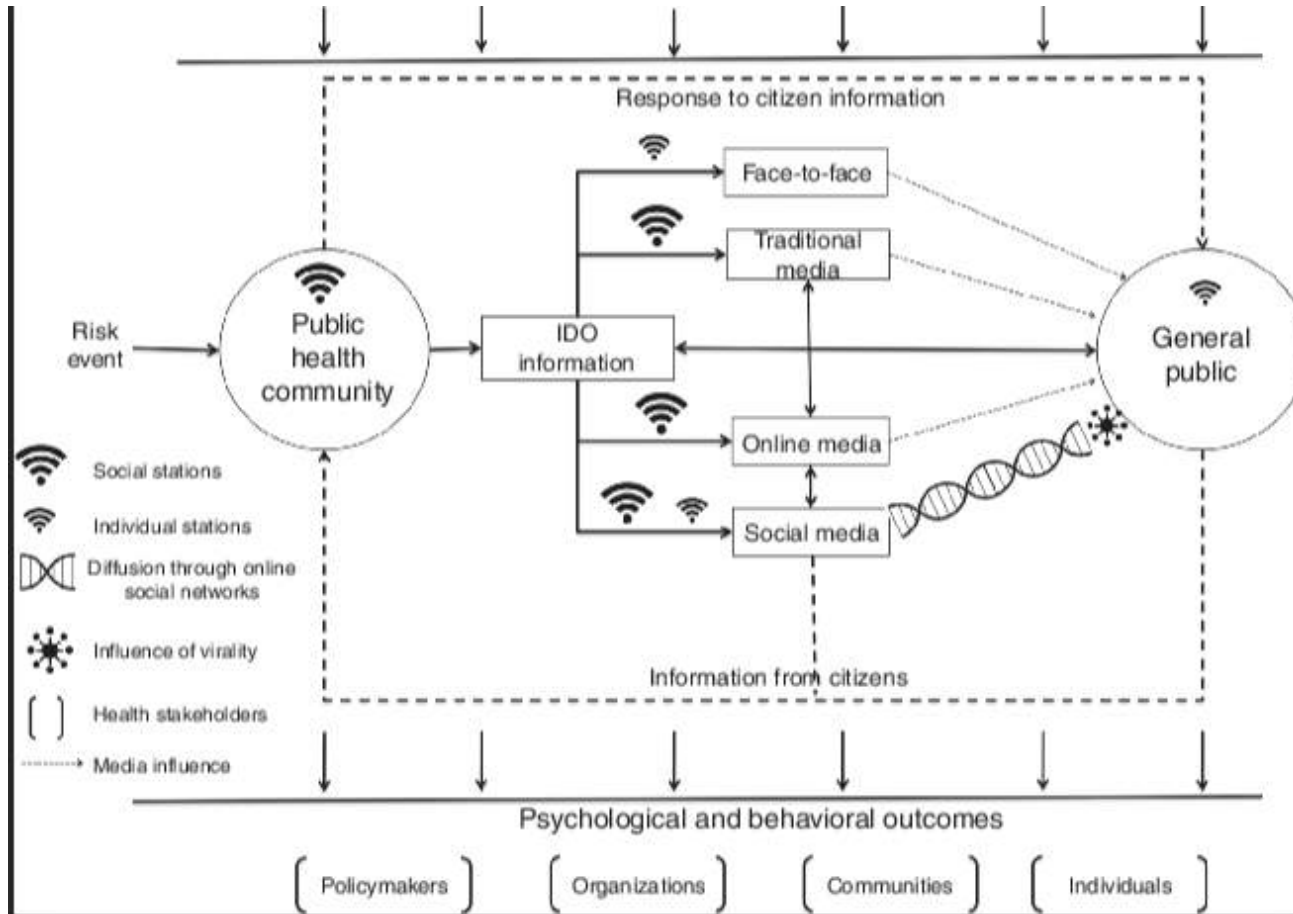 Response to citizen information
Face-to-face
Traditional
media
Risk
event
Public
health
community
IDO
information
General
public
Online media
Social media
Social stations
Individual stations
Diffusion through online
social networks
Influence of virality
Health stakeholders
Media influence
Information from citizens
Psychological and behavioral outcomes
Policymakers
Organizations
Communities
Individuals